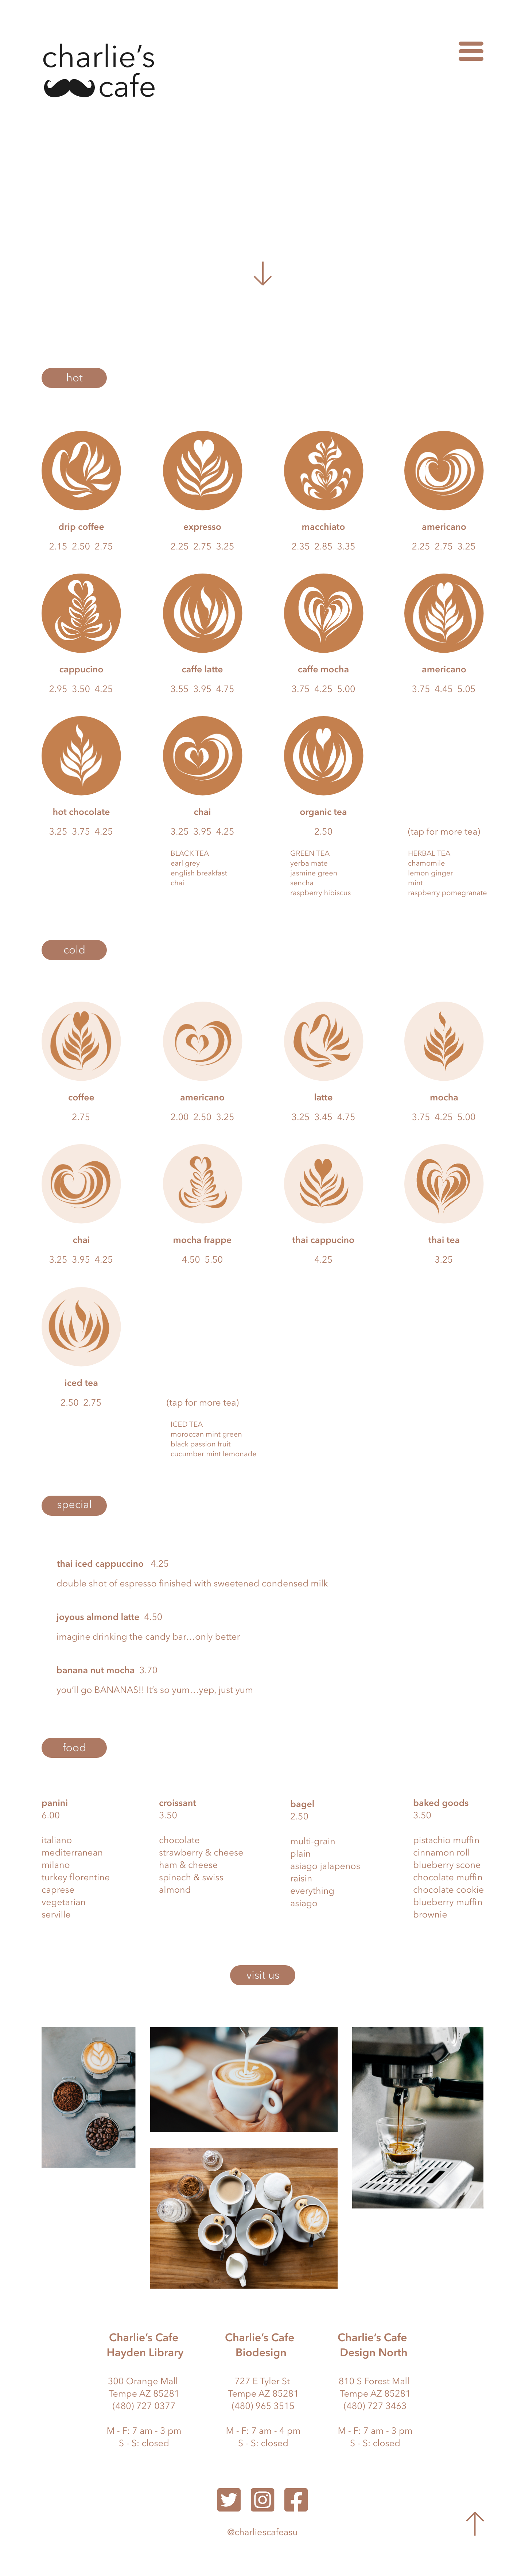 charlie's
cafe
hot
drip coffee
2.15 2.50 2.75
expresso
2.25 2.75 3.25
macchiato
2.35 2.85 3.35
americano
2.25 2.75 3.25
cappucino
2.95 3.50 4.25
caffe latte
3.55 3.95 4.75
caffe mocha
3.75 4.25 5.00
americano
3.75 4.45 5.05
hot chocolate
3.25 3.75 4.25
chai
3.25 3.95 4.25
organic tea
2.50
(tap for more tea)
BLACK TEA
earl grey
english breakfast
chai
GREEN TEA
yerba mate
jasmine green
sencha
raspberry hibiscus
HERBAL TEA
chamomile
lemon ginger
mint
raspberry pomegranate
cold
coffee
2.75
americano
2.00 2.50 3.25
latte
3.25 3.45 4.75
mocha
3.75 4.25 5.00
chai
3.25 3.95 4.25
mocha frappe
4.50 5.50
thai cappucino
4.25
thai tea
3.25
iced tea
2.50 2.75
(tap for more tea)
ICED TEA
moroccan mint green
black passion fruit
cucumber mint lemonade
special
thai iced cappuccino 4.25
double shot of espresso finished with sweetened condensed milk
joyous almond latte 4.50
imagine drinking the candy bar…only better
banana nut mocha 3.70
you'll go BANANAS!! It's so yum…yep, just yum
food
panini
6.00
italiano
mediterranean
milano
turkey florentine
caprese
vegetarian
serville
croissant
3.50
chocolate
strawberry & cheese
ham & cheese
spinach & swiss
almond
bagel
2.50
multi-grain
plain
asiago jalapenos
raisin
everything
asiago
baked goods
3.50
pistachio muffin
cinnamon roll
blueberry scone
chocolate muffin
chocolate cookie
blueberry muffin
brownie
visit us
Charlie's Cafe
Hayden Library
300 Orange Mall
Tempe AZ 85281
(480) 727 0377
M - F: 7 am - 3 pm
S - S: closed
Charlie's Cafe
Biodesign
727 E Tyler St
Tempe AZ 85281
(480) 965 3515
M - F: 7 am - 4 pm
S - S: closed
Charlie's Cafe
Design North
810 S Forest Mall
Tempe AZ 85281
(480) 727 3463
M - F: 7 am - 3 pm
S - S: closed
@charliescafeasu